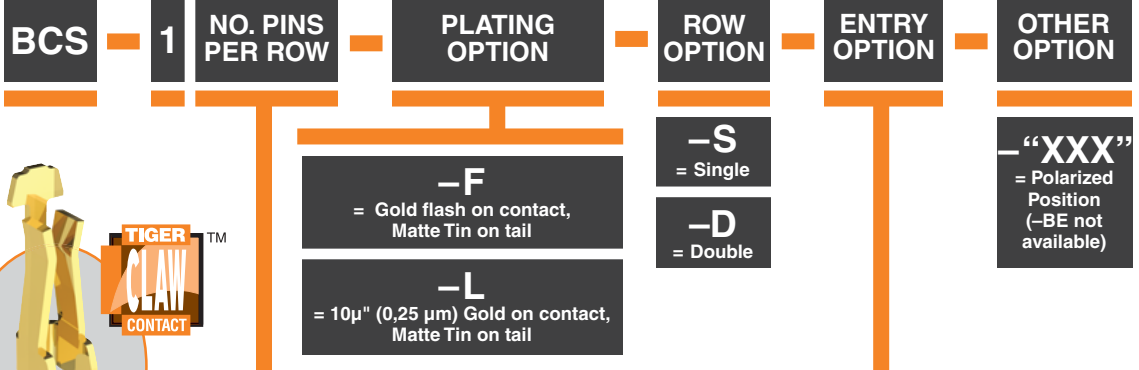 BCS
1
NO. PINS
PER ROW
PLATING
OPTION
ROW
OPTION
ENTRY
OPTION
OTHER
OPTION
–F
= Gold flash on contact,
Matte Tin on tail
–L
= 10µ" (0,25 µm) Gold on contact,
Matte Tin on tail
–S
= Single
–D
= Double
–“XXX”
= Polarized
Position
(–BE not
available)
TIGER
CLAW
CONTACT
TM